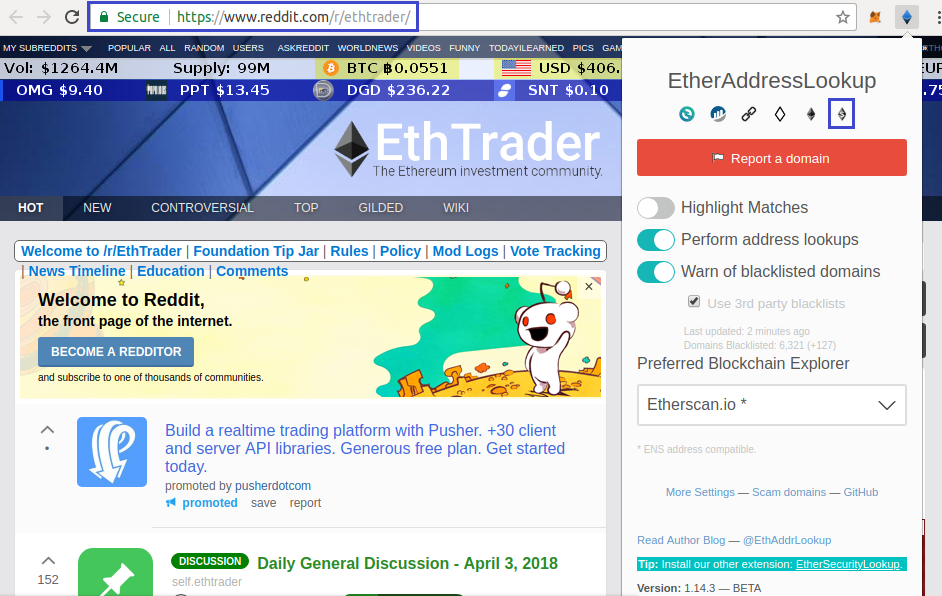 Secure https://www.reddit.com/r/ethtrader/
MY SUBREDDITS POPULAR ALL RANDOM USERS ASKREDDIT WORLDNEWS VIDEOS FUNNY TODAYILEARNED PICS GAM
Vol: $1264.4M Supply: 99M BTC ฿0.0551 USD $406.
OMG $9.40 PPT $13.45 DGD $236.22 SNT $0.10
EthTrader
The Ethereum investment community.
HOT NEW CONTROVERSIAL TOP GILDED WIKI
Welcome to /r/EthTrader | Foundation Tip Jar | Rules | Policy | Mod Logs | Vote Tracking
| News Timeline | Education | Comments
Welcome to Reddit,
the front page of the internet.
BECOME A REDDITOR
and subscribe to one of thousands of communities.
Build a realtime trading platform with Pusher. +30 client
and server API libraries. Generous free plan. Get started
today.
promoted by pusherdotcom
promoted save report
152
DISCUSSION Daily General Discussion - April 3, 2018
self.ethtrader
EtherAddressLookup
Report a domain
Highlight Matches
Perform address lookups
Warn of blacklisted domains
Use 3rd party blacklists
Last updated: 2 minutes ago
Domains Blacklisted: 6,321 (+127)
Preferred Blockchain Explorer
Etherscan.io *
* ENS address compatible.
More Settings — Scam domains — GitHub
Read Author Blog — @EthAddrLookup
Tip: Install our other extension: EtherSecurityLookup.
Version: 1.14.3 — BETA